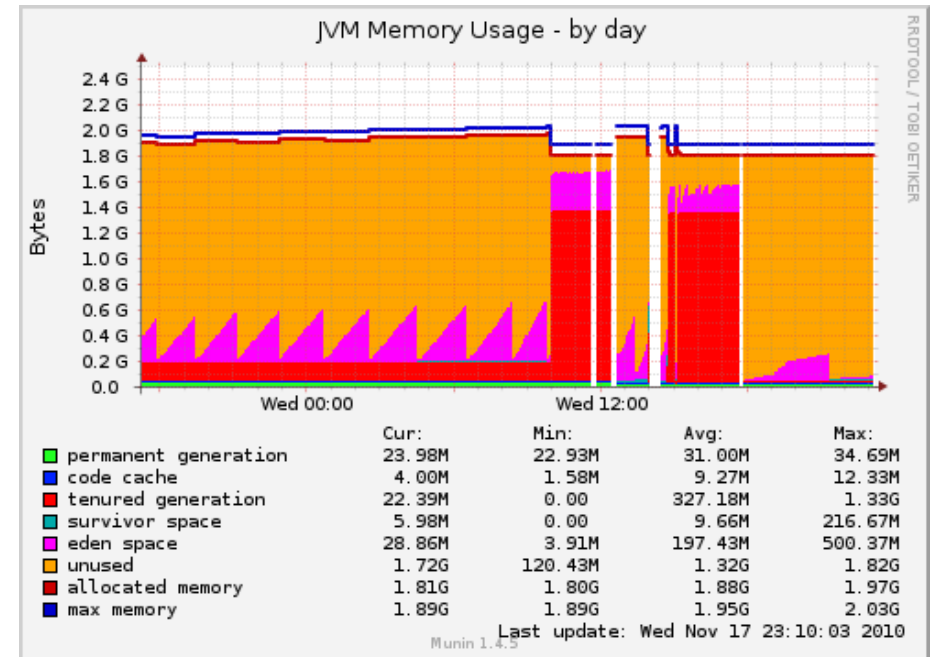 JVM Memory Usage - by day
RRDTOOL / TOBI OETIKER
Bytes
2.4 G
2.2 G
2.0 G
1.8 G
1.6 G
1.4 G
1.2 G
1.0 G
0.8 G
0.6 G
0.4 G
0.2 G
0.0
Wed 00:00 Wed 12:00
Cur: Min: Avg: Max:
permanent generation 23.98M 22.93M 31.00M 34.69M
code cache 4.00M 1.58M 9.27M 12.33M
tenured generation 22.39M 0.00 327.18M 1.33G
survivor space 5.98M 0.00 9.66M 216.67M
eden space 28.86M 3.91M 197.43M 500.37M
unused 1.72G 120.43M 1.32G 1.82G
allocated memory 1.81G 1.80G 1.88G 1.97G
max memory 1.89G 1.89G 1.95G 2.03G
Last update: Wed Nov 17 23:10:03 2010
Munin 1.4.5